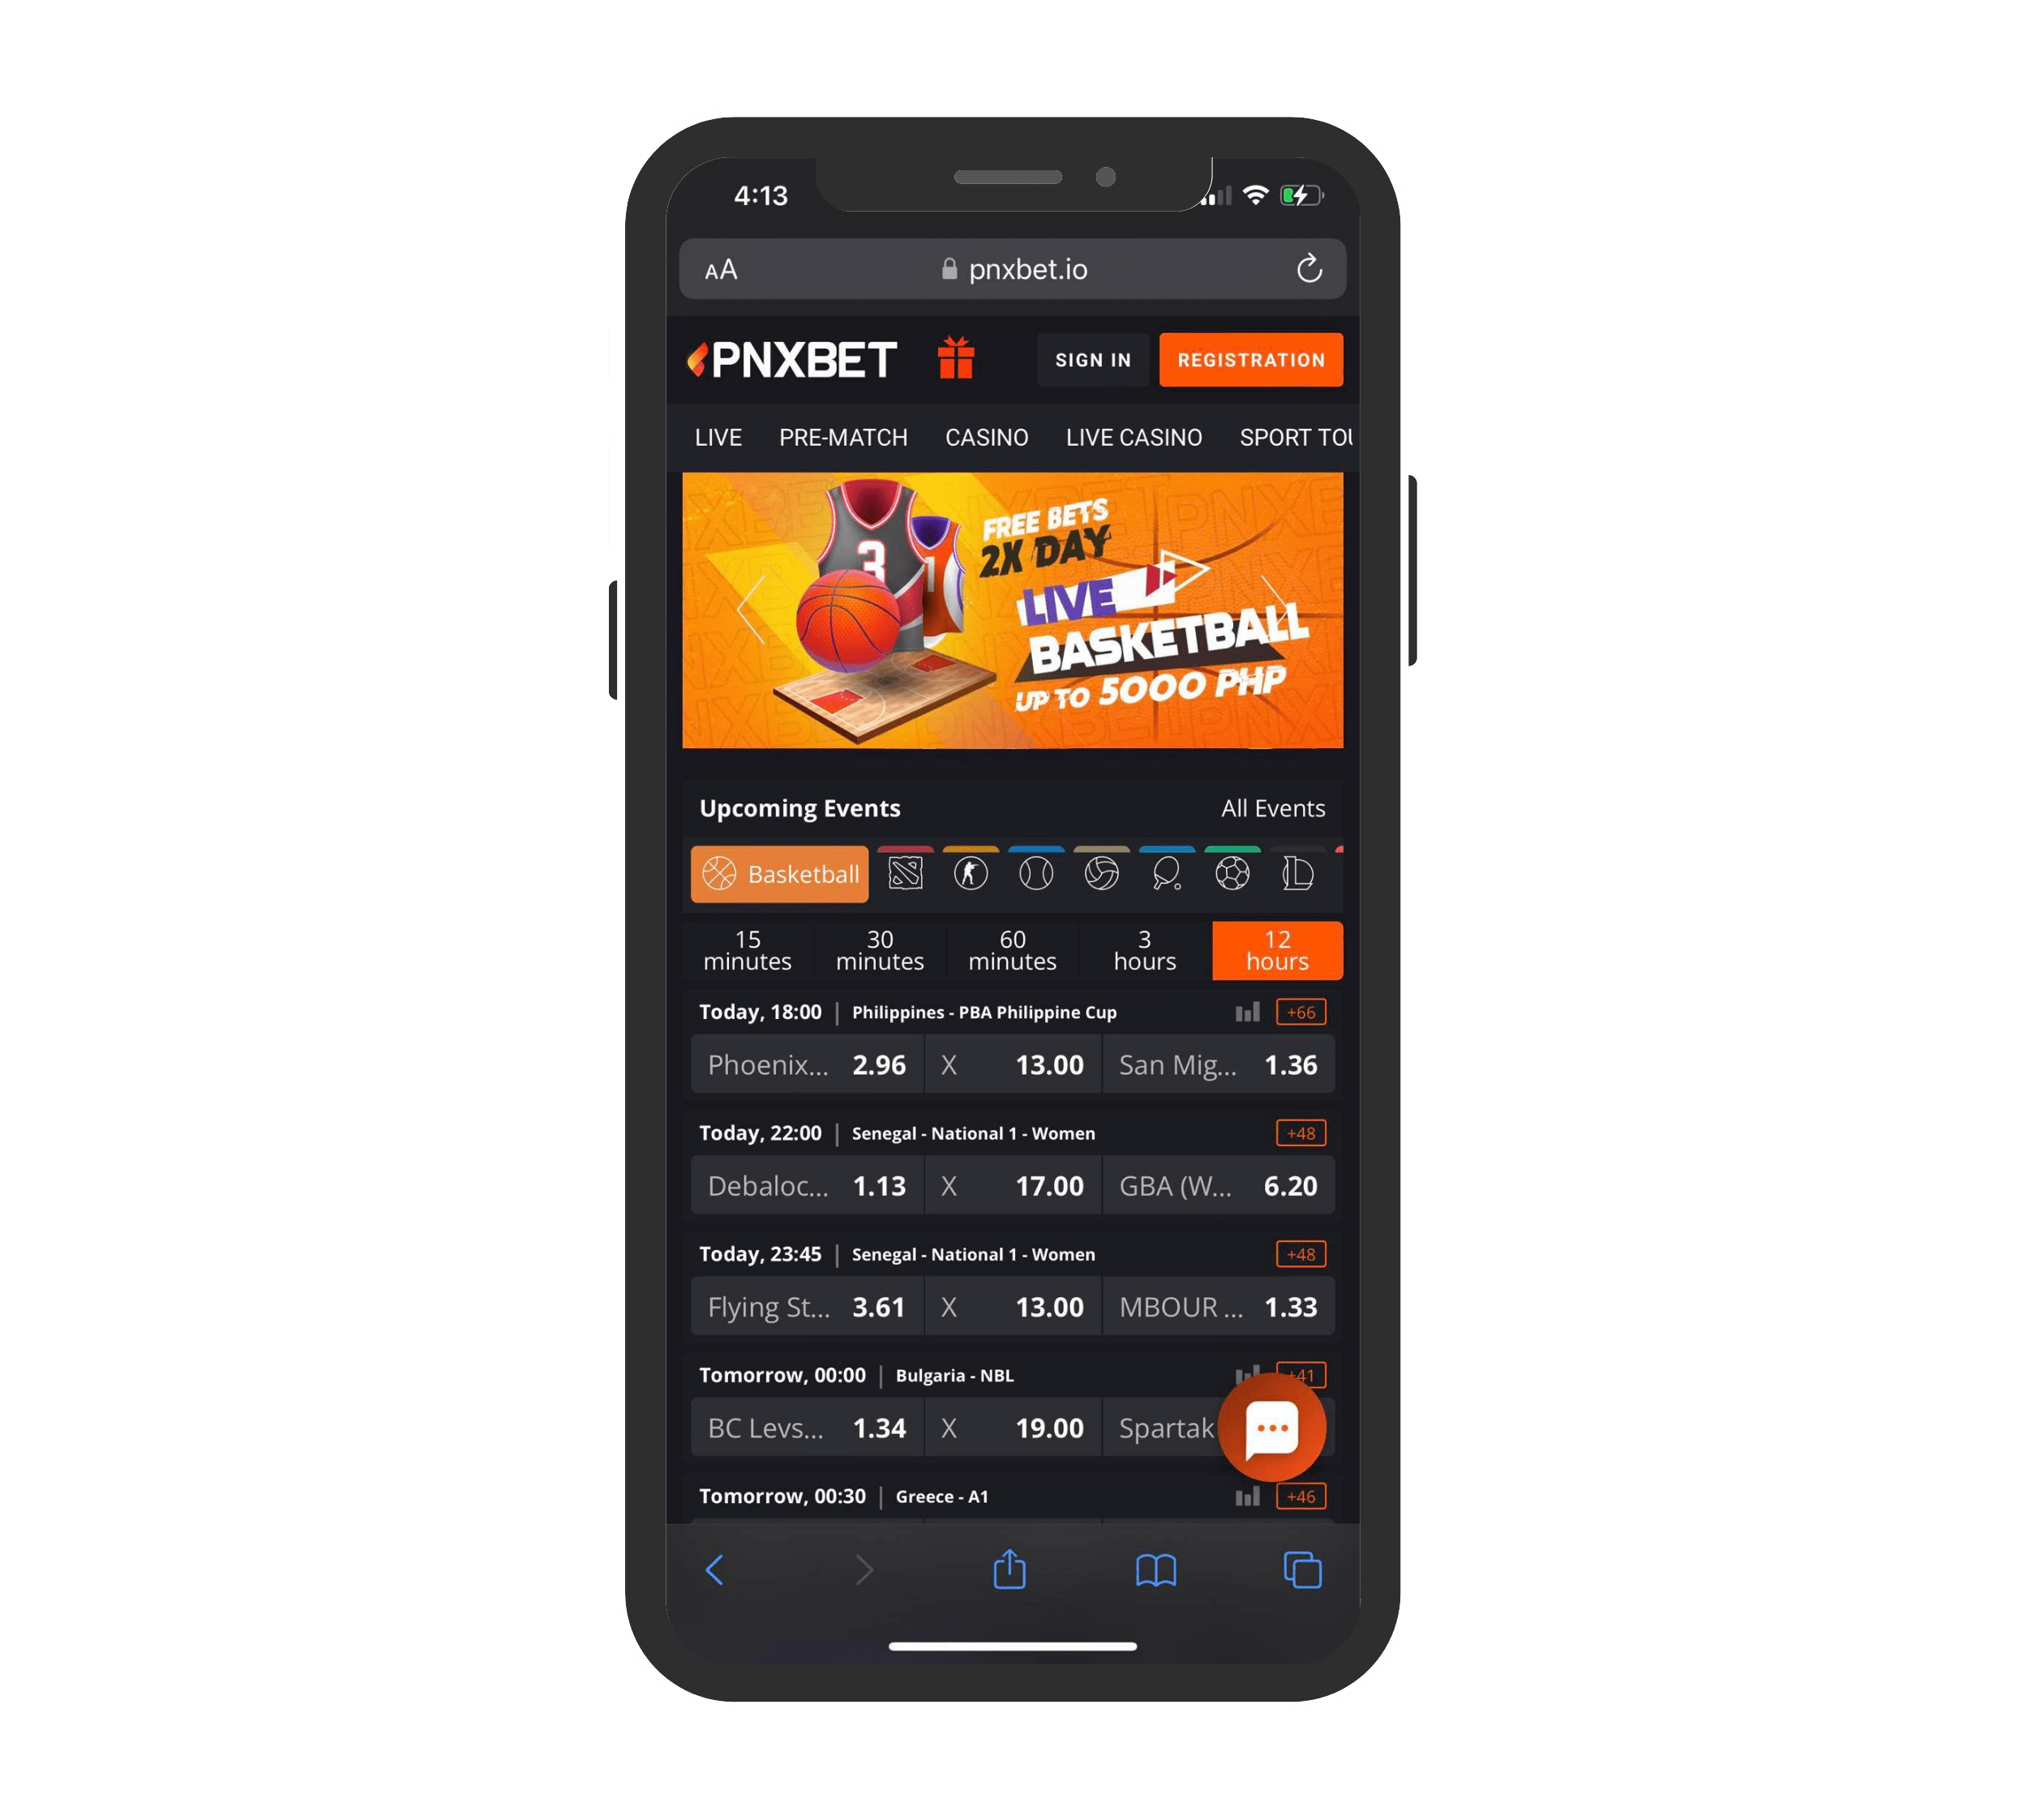 4:13
AA pnxbet.io
PNXBET SIGN IN REGISTRATION
LIVE PRE-MATCH CASINO LIVE CASINO SPORT TOU
FREE BETS
2X DAY
LIVE
BASKETBALL
UP TO 5000 PHP
3
1
Upcoming Events All Events
Basketball
15 minutes 30 minutes 60 minutes 3 hours 12 hours
Today, 18:00 | Philippines - PBA Philippine Cup +66
Phoenix... 2.96 X 13.00 San Mig... 1.36
Today, 22:00 | Senegal - National 1 - Women +48
Debaloc... 1.13 X 17.00 GBA (W... 6.20
Today, 23:45 | Senegal - National 1 - Women +48
Flying St... 3.61 X 13.00 MBOUR ... 1.33
Tomorrow, 00:00 | Bulgaria - NBL +41
BC Levs... 1.34 X 19.00 Spartak
Tomorrow, 00:30 | Greece - A1 +46